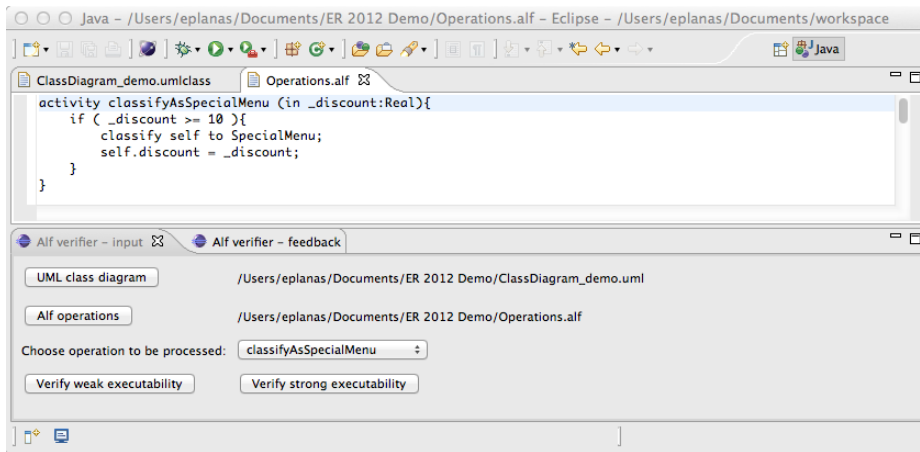 Java - /Users/eplanas/Documents/ER 2012 Demo/Operations.alf - Eclipse - /Users/eplanas/Documents/workspace
Java
ClassDiagram_demo.umlclass Operations.alf
activity classifyAsSpecialMenu (in _discount:Real){
if ( _discount >= 10 ){
classify self to SpecialMenu;
self.discount = _discount;
}
}
Alf verifier - input Alf verifier - feedback
UML class diagram /Users/eplanas/Documents/ER 2012 Demo/ClassDiagram_demo.uml
Alf operations /Users/eplanas/Documents/ER 2012 Demo/Operations.alf
Choose operation to be processed: classifyAsSpecialMenu
Verify weak executability Verify strong executability